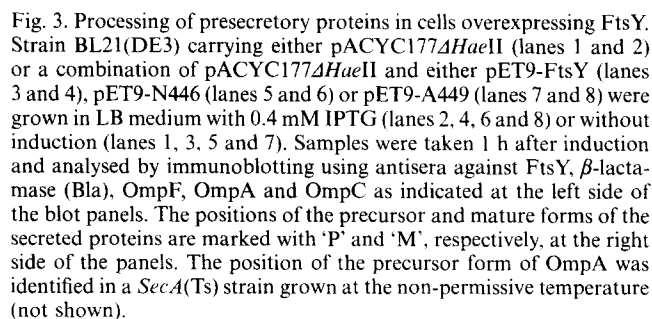 Fig. 3. Processing of presecretory proteins in cells overexpressing FtsY.
Strain BL21(DE3) carrying either pACYC177ΔHaeII (lanes 1 and 2)
or a combination of pACYC177ΔHaeII and either pET9-FtsY (lanes
3 and 4), pET9-N446 (lanes 5 and 6) or pET9-A449 (lanes 7 and 8) were
grown in LB medium with 0.4 mM IPTG (lanes 2, 4, 6 and 8) or without
induction (lanes 1, 3, 5 and 7). Samples were taken 1 h after induction
and analysed by immunoblotting using antisera against FtsY, β-lacta-
mase (Bla), OmpF, OmpA and OmpC as indicated at the left side of
the blot panels. The positions of the precursor and mature forms of the
secreted proteins are marked with ‘P’ and ‘M’, respectively, at the right
side of the panels. The position of the precursor form of OmpA was
identified in a SecA(Ts) strain grown at the non-permissive temperature
(not shown).